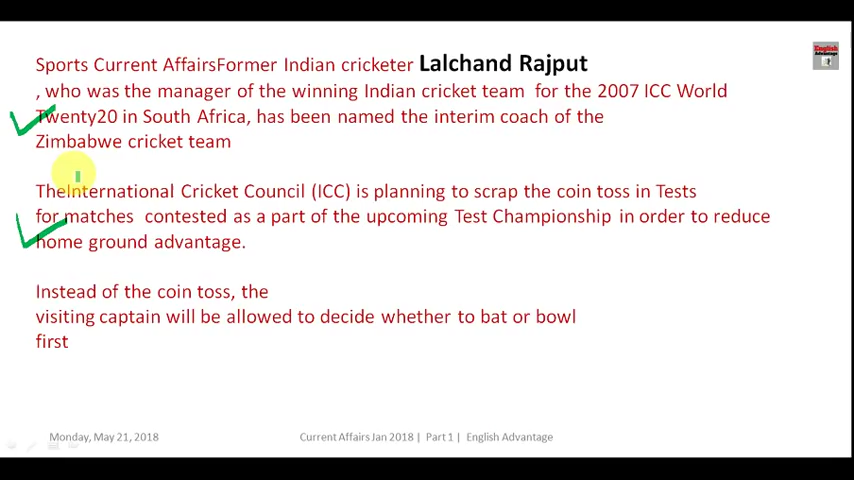 English
Advantage
Sports Current AffairsFormer Indian cricketer Lalchand Rajput
, who was the manager of the winning Indian cricket team for the 2007 ICC World
Twenty20 in South Africa, has been named the interim coach of the
Zimbabwe cricket team
TheInternational Cricket Council (ICC) is planning to scrap the coin toss in Tests
for matches contested as a part of the upcoming Test Championship in order to reduce
home ground advantage.
Instead of the coin toss, the
visiting captain will be allowed to decide whether to bat or bowl
first
Monday, May 21, 2018
Current Affairs Jan 2018 | Part 1 | English Advantage